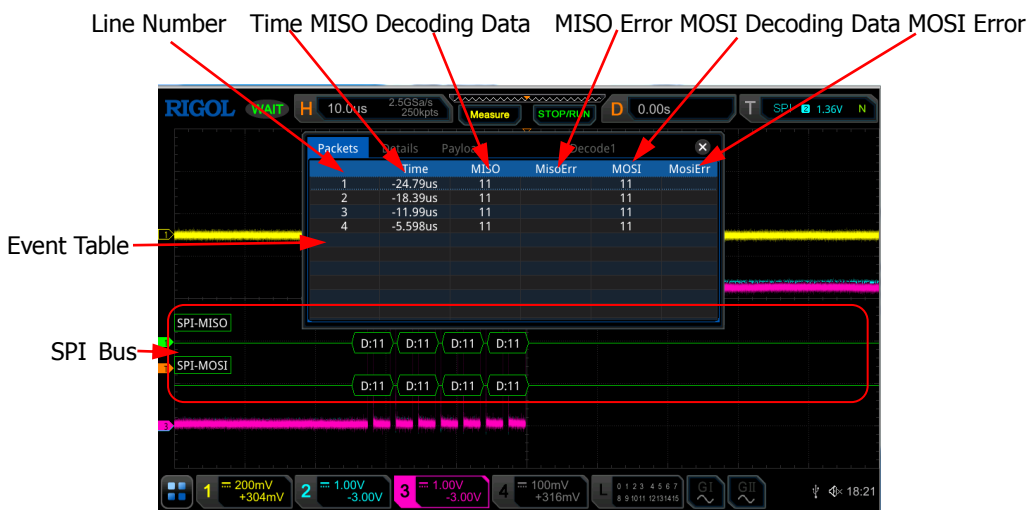 Line Number Time MISO Decoding Data MISO Error MOSI Decoding Data MOSI Error
RIGOL WAIT H 10.0us 2.5GSa/s 250kpts Measure STOP/RUN D 0.00s T SPI 2 1.36V N
Packets Details Decode1
Time MISO MisoErr MOSI MosiErr
1 -24.79us 11 11
2 -18.39us 11 11
3 -11.99us 11 11
4 -5.598us 11 11
Event Table
1
SPI-MISO
D:11 D:11 D:11 D:11
SPI Bus
SPI-MOSI
D:11 D:11 D:11 D:11
3
1 200mV +304mV 2 1.00V -3.00V 3 1.00V -3.00V 4 100mV +316mV L 0 1 2 3 4 5 6 7 8 9 10 11 12 13 14 15 GI GII 18:21